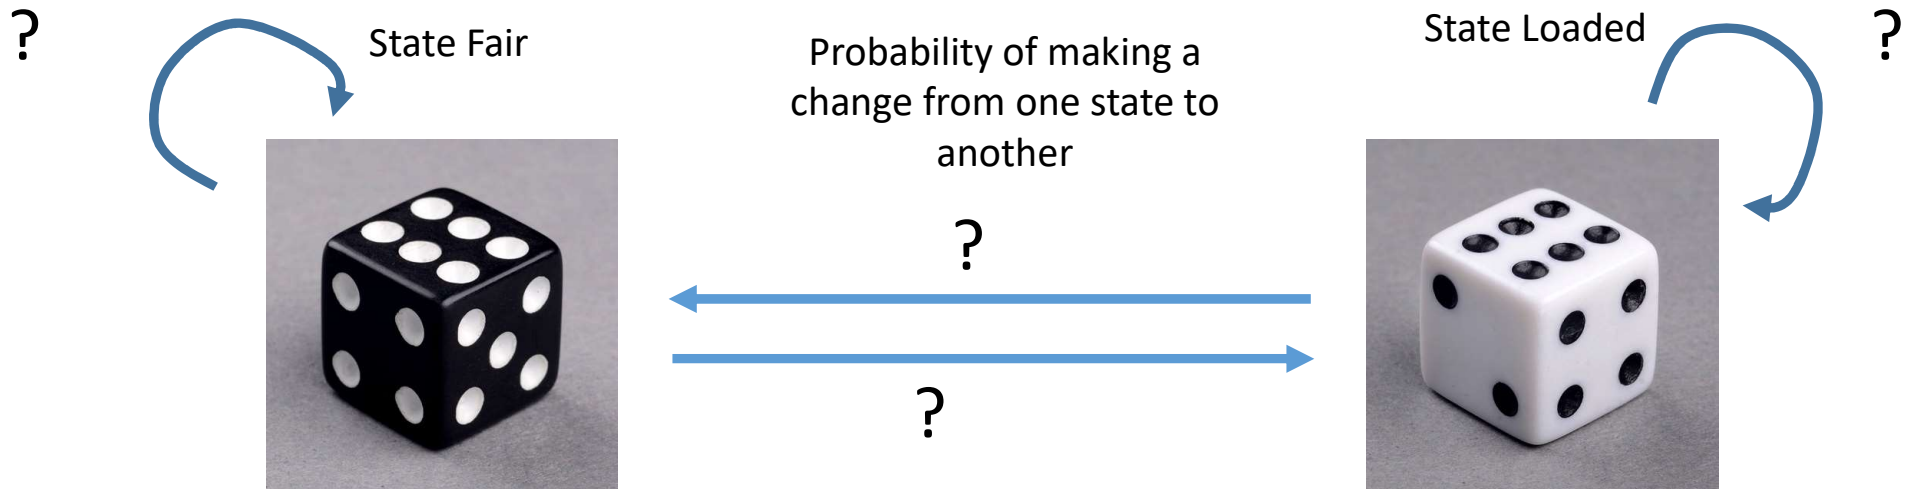 ?
State Fair
Probability of making a
change from one state to
another
State Loaded
?
?
?